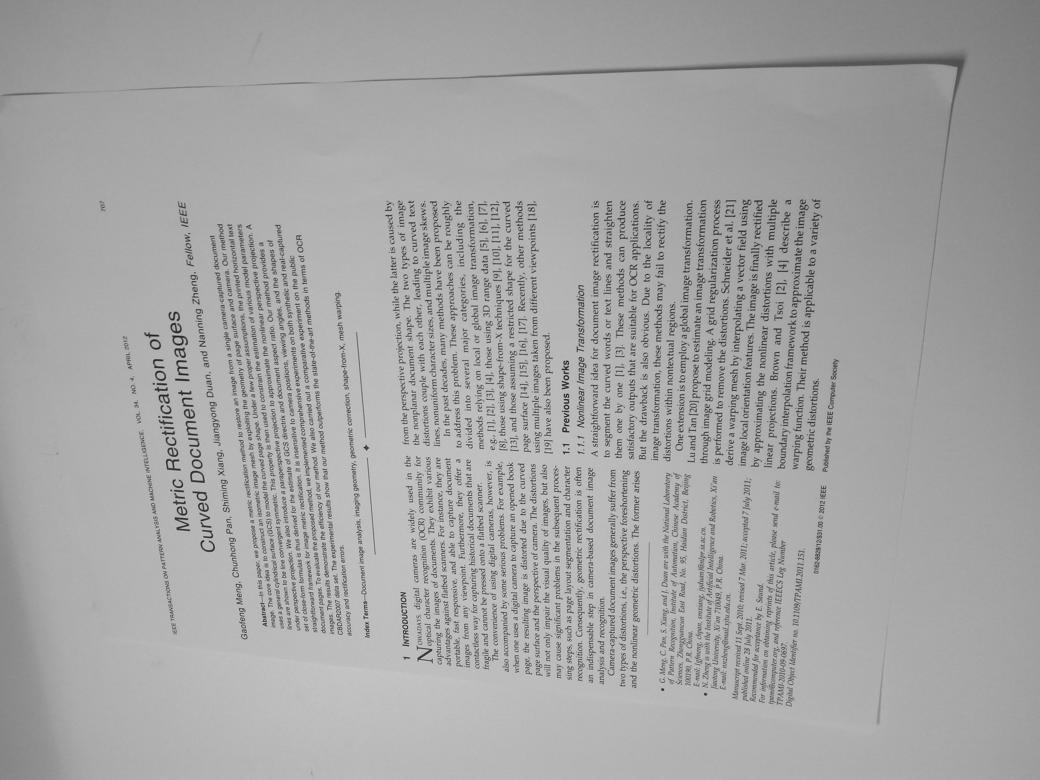 IEEE TRANSACTIONS ON PATTERN ANALYSIS AND MACHINE INTELLIGENCE, VOL. 34, NO. 4, APRIL 2012
707
Metric Rectification of
Curved Document Images
Gaofeng Meng, Chunhong Pan, Shiming Xiang, Jiangyong Duan, and Nanning Zheng, Fellow, IEEE
Abstract—In this paper, we propose a metric rectification method to restore an image from a single camera-captured document
image. The core idea is to construct an isometric image mesh by exploiting the geometry of page surface and camera. Our method
uses a general cylindrical surface (GCS) to model the curved page shape. Under a few proper assumptions, the printed horizontal text
lines are shown to be line convergent symmetric. This property is then used to constrain the estimation of various model parameters
under perspective projection. We also introduce a paraperspective projection to approximate the nonlinear perspective projection. A
set of close-form formulas is thus derived for the estimate of GCS directrix and document aspect ratio. Our method provides a
straightforward framework for image metric rectification. It is insensitive to camera positions, viewing angles, and the shapes of
document pages. To evaluate the proposed method, we implemented comprehensive experiments on both synthetic and real-captured
images. The results demonstrate the efficiency of our method. We also carried out a comparative experiment on the public
CBDAR2007 data set. The experimental results show that our method outperforms the state-of-the-art methods in terms of OCR
accuracy and rectification errors.
Index Terms—Document image analysis, imaging geometry, geometric correction, shape-from-X, mesh warping.
1 INTRODUCTION
NOWADAYS, digital cameras are widely used in the
optical character recognition (OCR) community for
capturing the images of documents. They exhibit various
advantages against flatbed scanners. For instance, they are
portable, fast responsive, and able to capture document
images from any viewpoint. Furthermore, they offer a
contactless way for capturing historical documents that are
fragile and cannot be pressed onto a flatbed scanner.
The convenience of using digital cameras, however, is
also accompanied by some serious problems. For example,
when one uses a digital camera to capture an opened book
page, the resulting image is distorted due to the curved
page surface and the perspective of camera. The distortions
will not only impair the visual quality of images, but also
may cause significant problems in the subsequent proces-
sing steps, such as page layout segmentation and character
recognition. Consequently, geometric rectification is often
an indispensable step in camera-based document image
analysis and recognition.
Camera-captured document images generally suffer from
two types of distortions, i.e., the perspective foreshortening
and the nonlinear geometric distortions. The former arises
• G. Meng, C. Pan, S. Xiang, and J. Duan are with the National Laboratory
of Pattern Recognition, Institute of Automation, Chinese Academy of
Sciences, Zhongguancun East Road, No. 95, Haidian District, Beijing
100190, P.R. China.
E-mail: {gfmeng, chpan, smxiang, jyduan}@nlpr.ia.ac.cn.
• N. Zheng is with the Institute of Artificial Intelligence and Robotics, Xi'an
Jiaotong University, Xi'an 710049, P.R. China.
E-mail: nnzheng@mail.xjtu.edu.cn.
Manuscript received 11 Sept. 2010; revised 7 Mar. 2011; accepted 7 July 2011;
published online 28 July 2011.
Recommended for acceptance by E. Saund.
For information on obtaining reprints of this article, please send e-mail to:
tpami@computer.org, and reference IEEECS Log Number
TPAMI-2010-09-0697.
Digital Object Identifier no. 10.1109/TPAMI.2011.151.
from the perspective projection, while the latter is caused by
the nonplanar document shape. The two types of image
distortions couple with each other, leading to curved text
lines, nonuniform character sizes, and multiple image skews.
In the past decades, many methods have been proposed
to address this problem. These approaches can be roughly
divided into several major categories, including the
methods relying on local or global image transformation,
e.g., [1], [2], [3], [4], those using 3D range data [5], [6], [7],
[8], those using shape-from-X techniques [9], [10], [11], [12],
[13], and those assuming a restricted shape for the curved
page surface [14], [15], [16], [17]. Recently, other methods
using multiple images taken from different viewpoints [18],
[19] have also been proposed.
1.1 Previous Works
1.1.1 Nonlinear Image Transformation
A straightforward idea for document image rectification is
to segment the curved words or text lines and straighten
them one by one [1], [3]. These methods can produce
satisfactory outputs that are suitable for OCR applications.
But the drawback is also obvious. Due to the locality of
image transformation, these methods may fail to rectify the
distortions within nontextual regions.
One extension is to employ a global image transformation.
Lu and Tan [20] propose to estimate an image transformation
through image grid modeling. A grid regularization process
is performed to remove the distortions. Schneider et al. [21]
derive a warping mesh by interpolating a vector field using
image local orientation features. The image is finally rectified
by approximating the nonlinear distortions with multiple
linear projections. Brown and Tsoi [2], [4] describe a
boundary interpolation framework to approximate the image
warping function. Their method is applicable to a variety of
geometric distortions.
0162-8828/12/$31.00 © 2012 IEEE
Published by the IEEE Computer Society